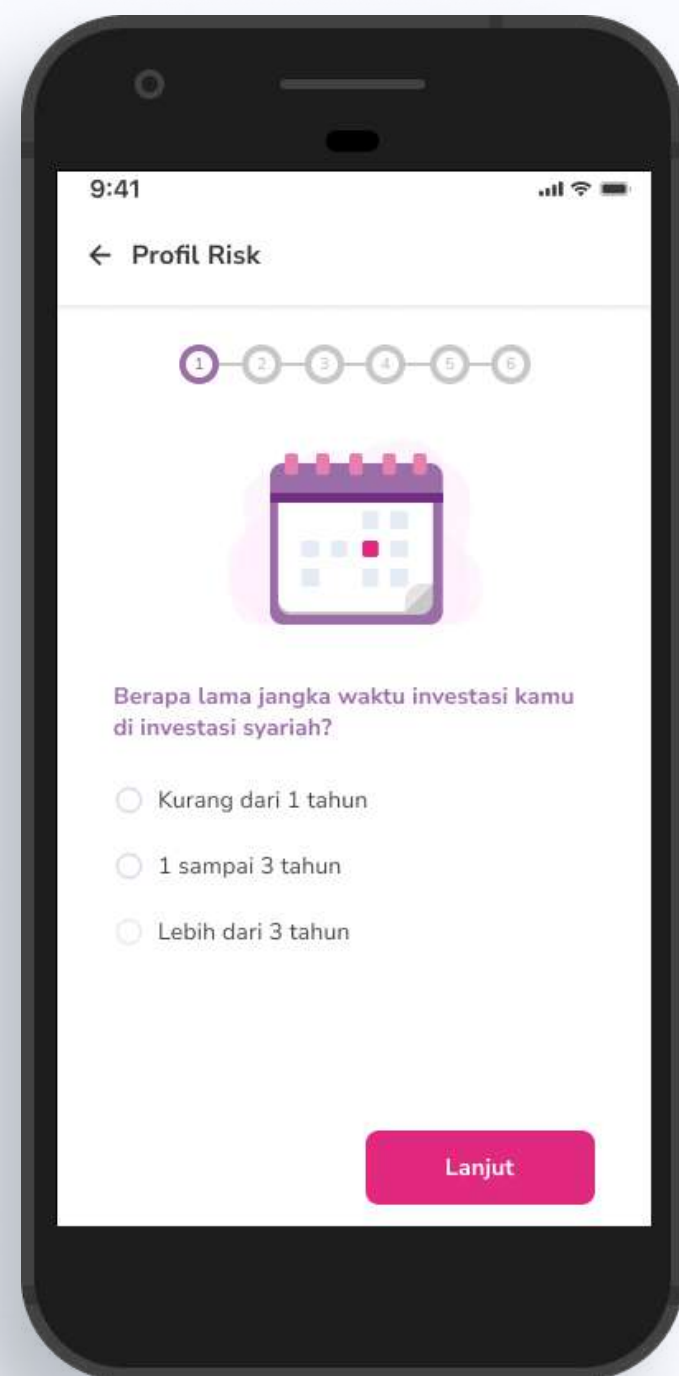 9:41
Profil Risk
1 2 3 4 5 6
Berapa lama jangka waktu investasi kamu
di investasi syariah?
Kurang dari 1 tahun
1 sampai 3 tahun
Lebih dari 3 tahun
Lanjut